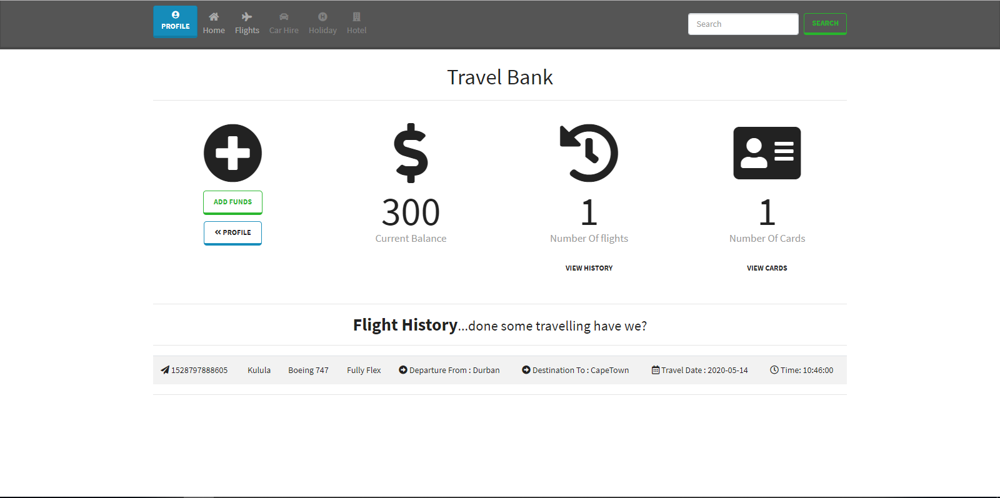 PROFILE
Home
Flights
Car Hire
Holiday
Hotel
Search
SEARCH
Travel Bank
ADD FUNDS
PROFILE
300
Current Balance
1
Number Of flights
VIEW HISTORY
1
Number Of Cards
VIEW CARDS
Flight History...done some travelling have we?
1528797888605 Kulula Boeing 747 Fully Flex Departure From : Durban Destination To : CapeTown Travel Date : 2020-05-14 Time: 10:46:00